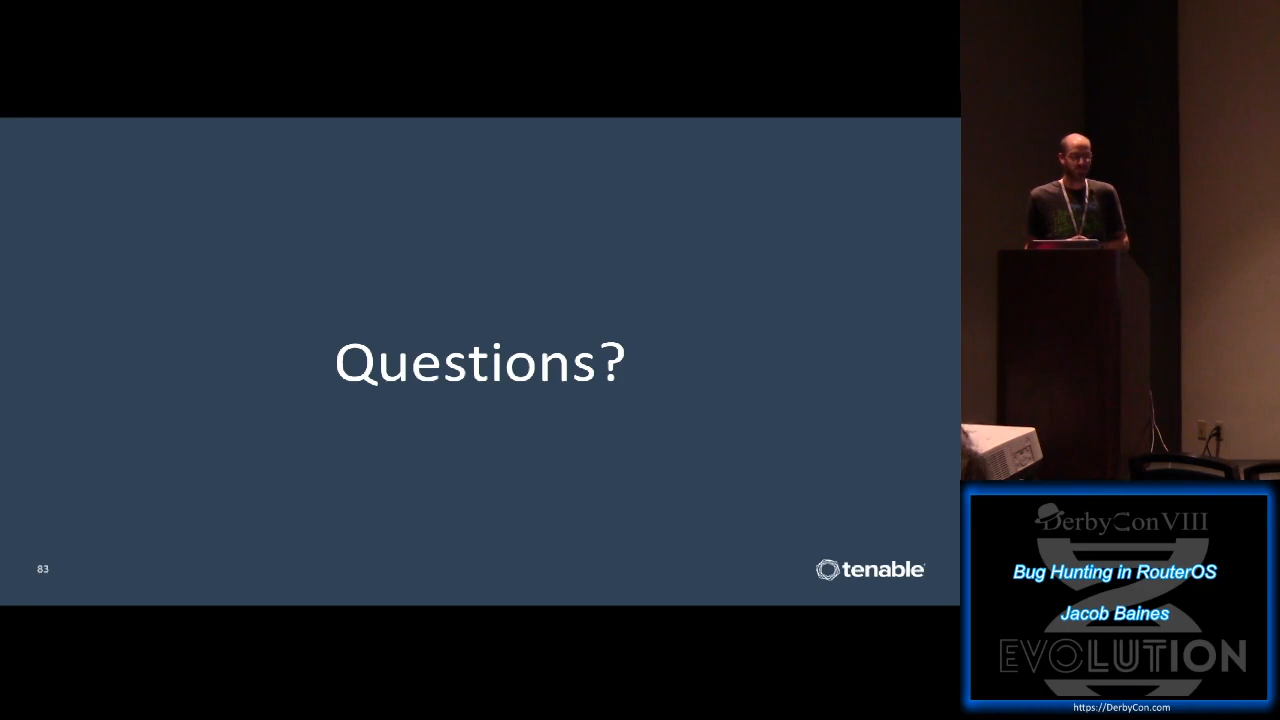 Questions?
83
tenable
DerbyCon VIII
Bug Hunting in RouterOS
Jacob Baines
EVOLUTION
https://DerbyCon.com